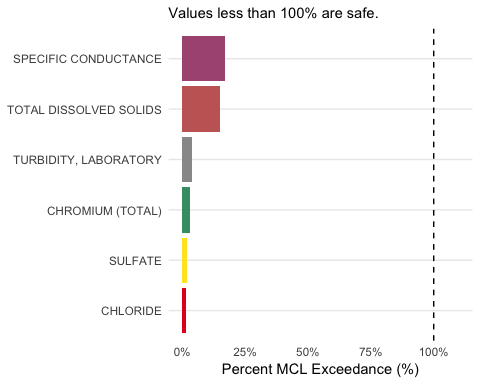 Values less than 100% are safe.
SPECIFIC CONDUCTANCE
TOTAL DISSOLVED SOLIDS
TURBIDITY, LABORATORY
CHROMIUM (TOTAL)
SULFATE
CHLORIDE
0% 25% 50% 75% 100%
Percent MCL Exceedance (%)